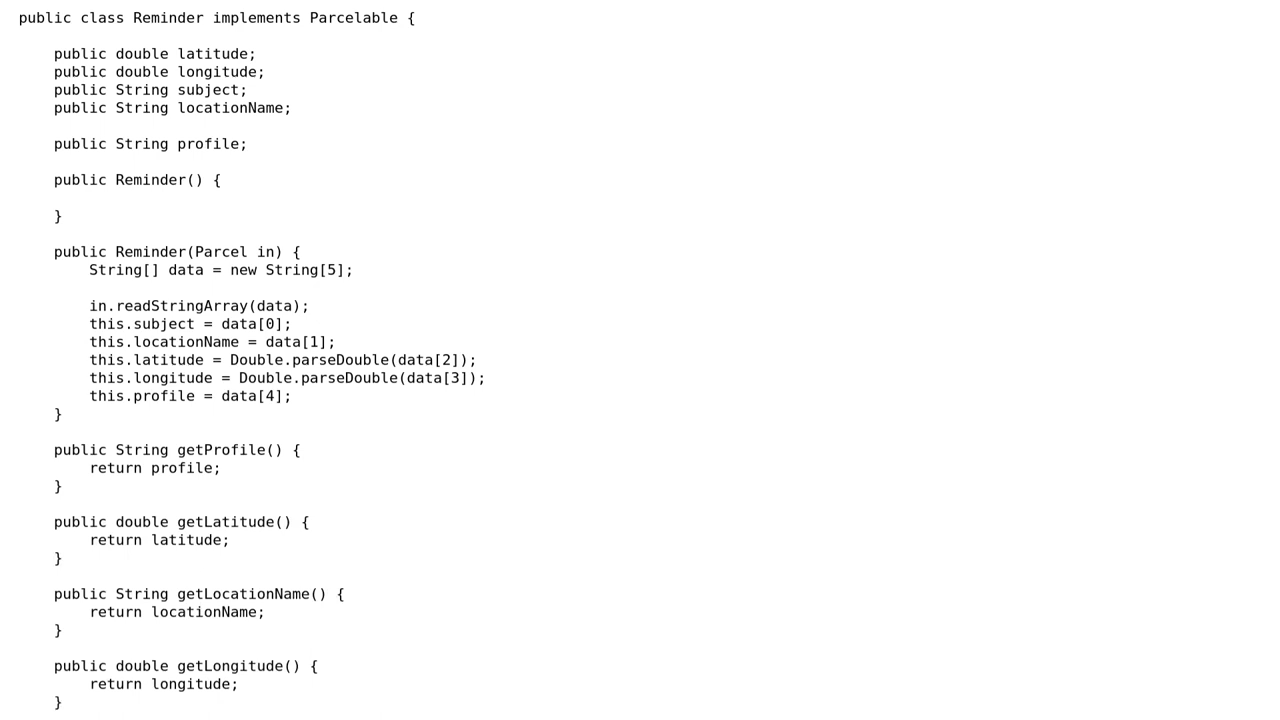 public class Reminder implements Parcelable {
public double latitude;
public double longitude;
public String subject;
public String locationName;
public String profile;
public Reminder() {
}
public Reminder(Parcel in) {
String[] data = new String[5];
in.readStringArray(data);
this.subject = data[0];
this.locationName = data[1];
this.latitude = Double.parseDouble(data[2]);
this.longitude = Double.parseDouble(data[3]);
this.profile = data[4];
}
public String getProfile() {
return profile;
}
public double getLatitude() {
return latitude;
}
public String getLocationName() {
return locationName;
}
public double getLongitude() {
return longitude;
}